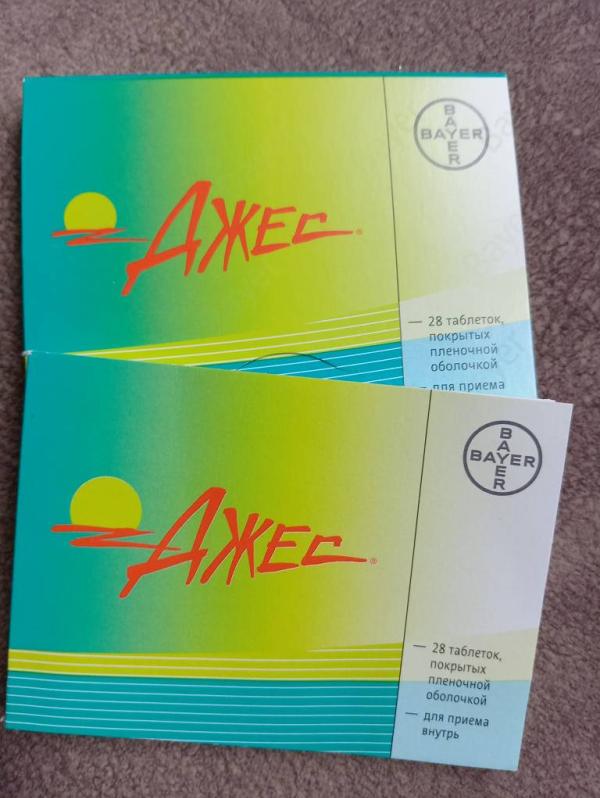 BAYER
BAYER
Джес®
— 28 таблеток,
покрытых
пленочной
оболочкой
— для приема
BAYER
BAYER
Джес®
— 28 таблеток,
покрытых
пленочной
оболочкой
— для приема
внутрь